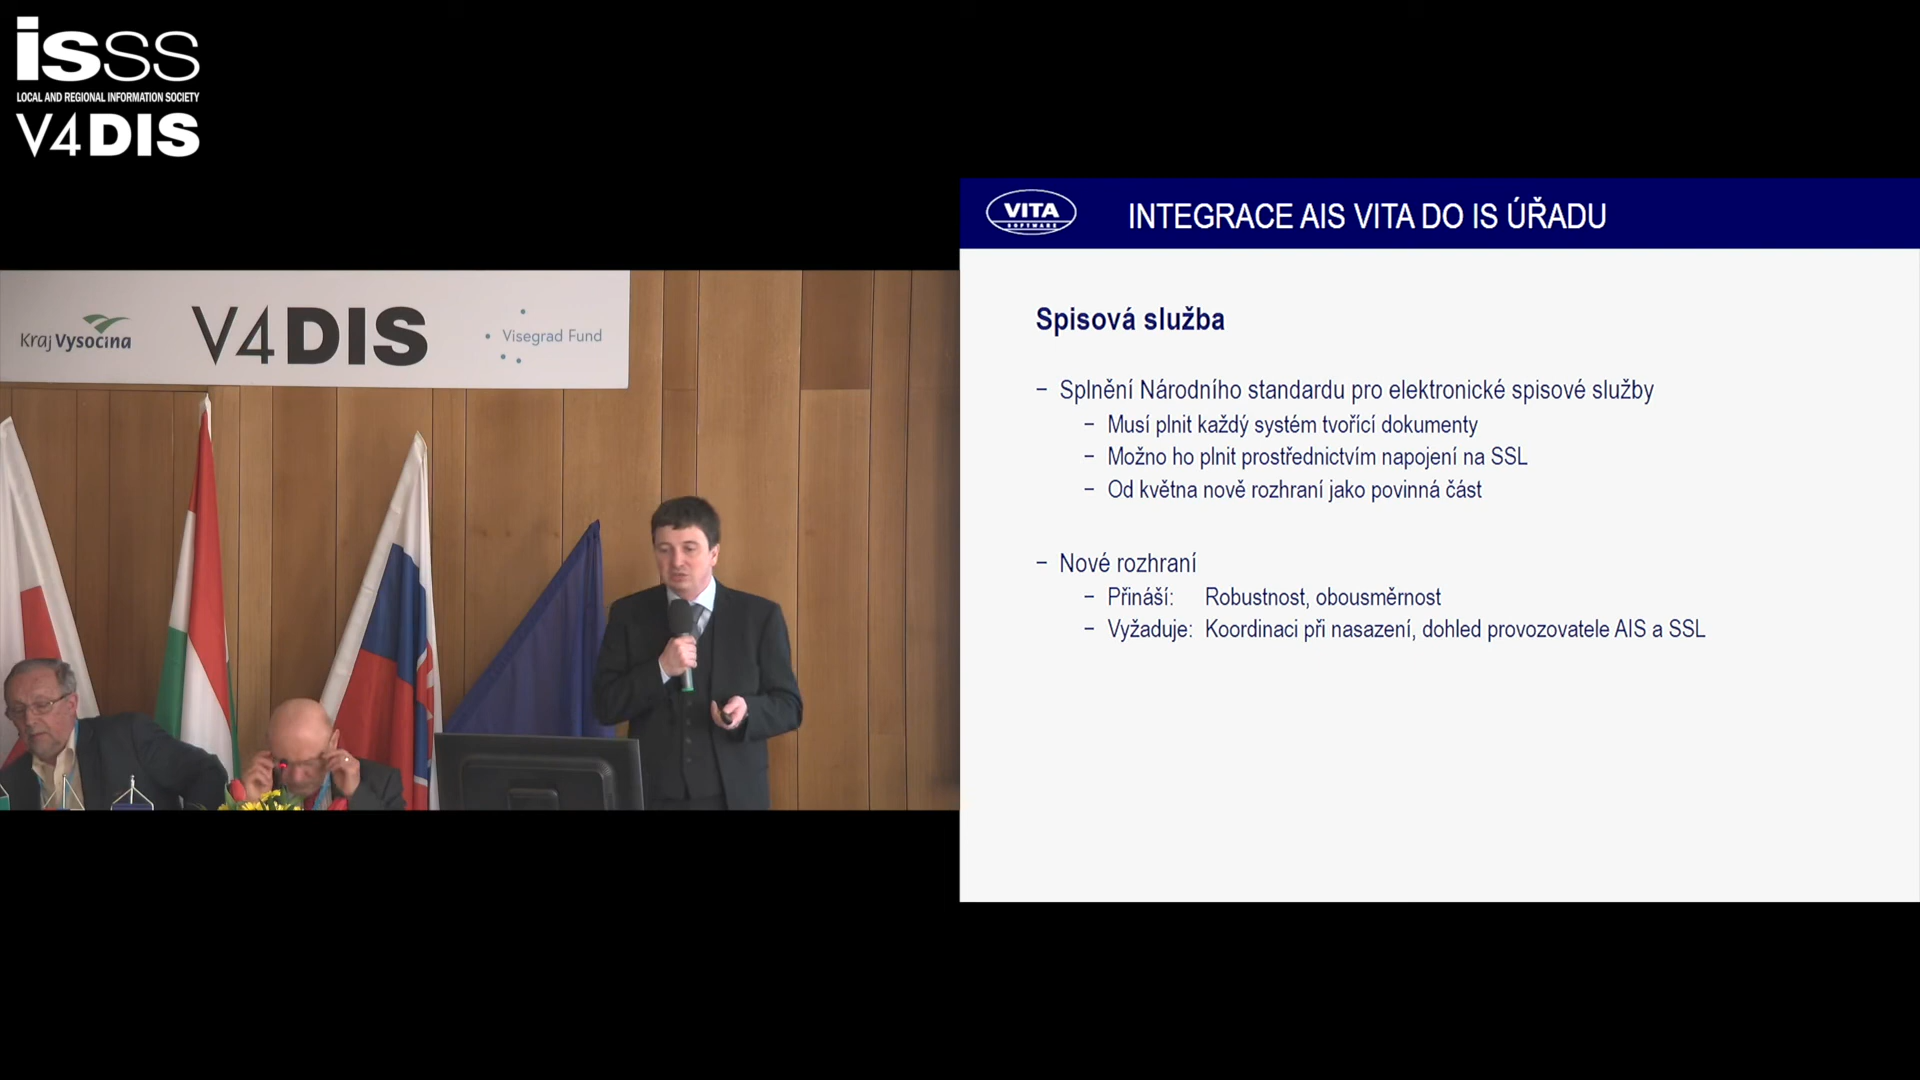 isss
LOCAL AND REGIONAL INFORMATION SOCIETY
V4DIS
Kraj Vysočina
V4DIS
Visegrad Fund
VITA
SOFTWARE
INTEGRACE AIS VITA DO IS ÚŘADU
Spisová služba
− Splnění Národního standardu pro elektronické spisové služby
− Musí plnit každý systém tvořící dokumenty
− Možno ho plnit prostřednictvím napojení na SSL
− Od května nově rozhraní jako povinná část
− Nové rozhraní
− Přináší: Robustnost, obousměrnost
− Vyžaduje: Koordinaci při nasazení, dohled provozovatele AIS a SSL